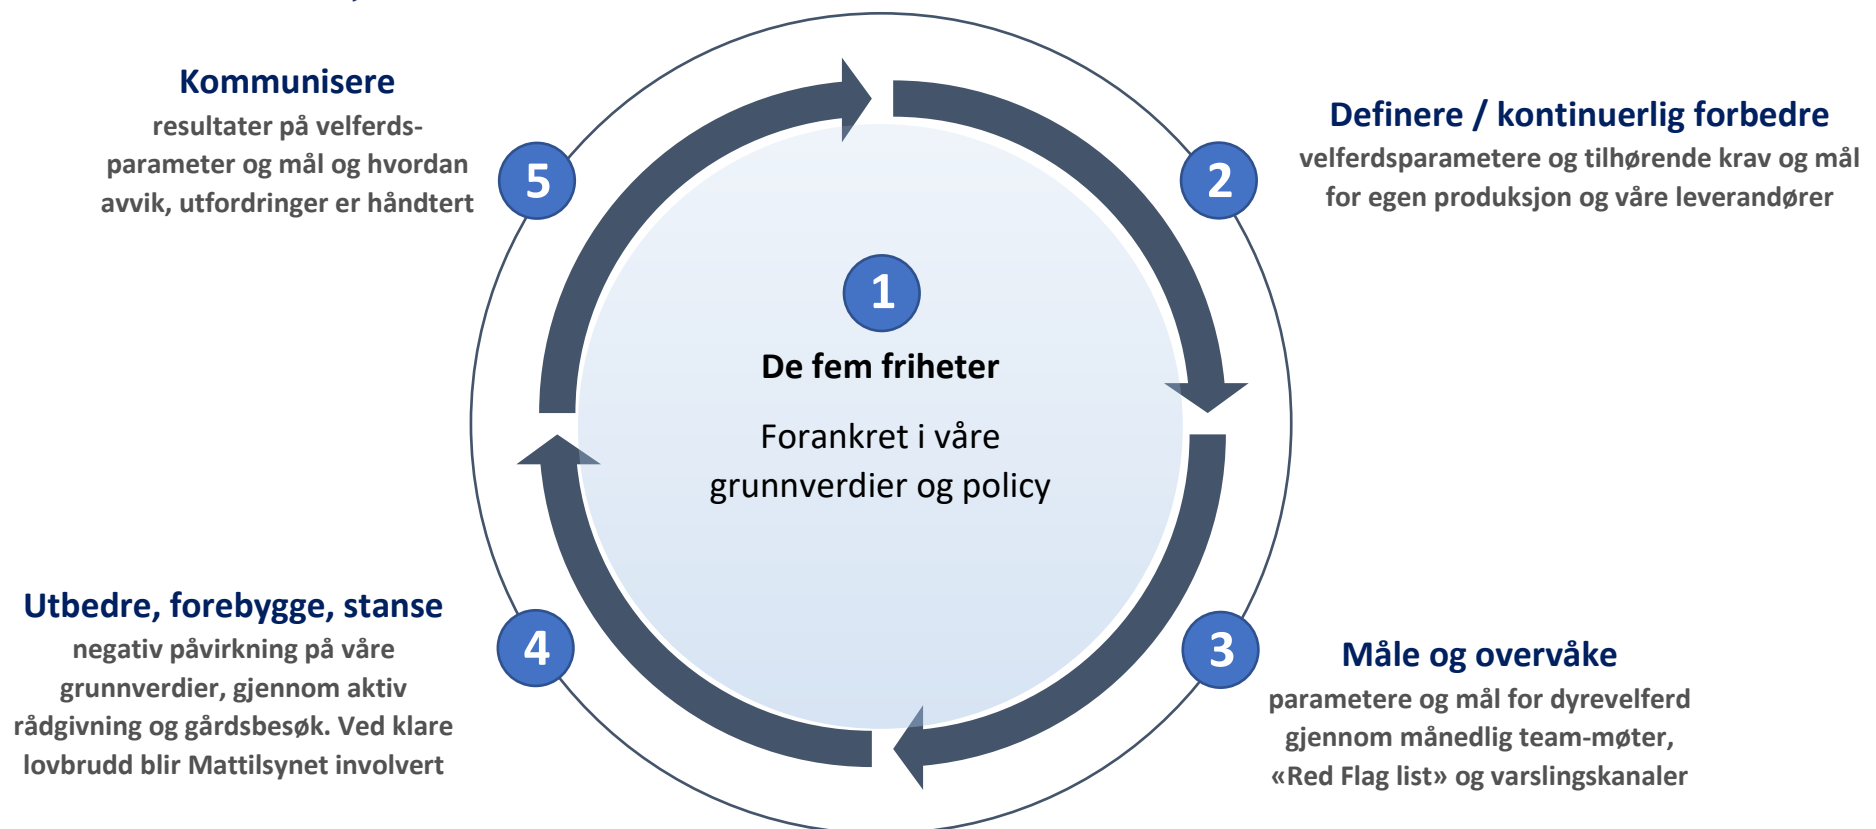 1
De fem friheter
Forankret i våre
grunnverdier og policy
2
Definere / kontinuerlig forbedre
velferdsparametere og tilhørende krav og mål
for egen produksjon og våre leverandører
3
Måle og overvåke
parametere og mål for dyrevelferd
gjennom månedlig team-møter,
«Red Flag list» og varslingskanaler
4
Utbedre, forebygge, stanse
negativ påvirkning på våre
grunnverdier, gjennom aktiv
rådgivning og gårdsbesøk. Ved klare
lovbrudd blir Mattilsynet involvert
5
Kommunisere
resultater på velferds-
parameter og mål og hvordan
avvik, utfordringer er håndtert